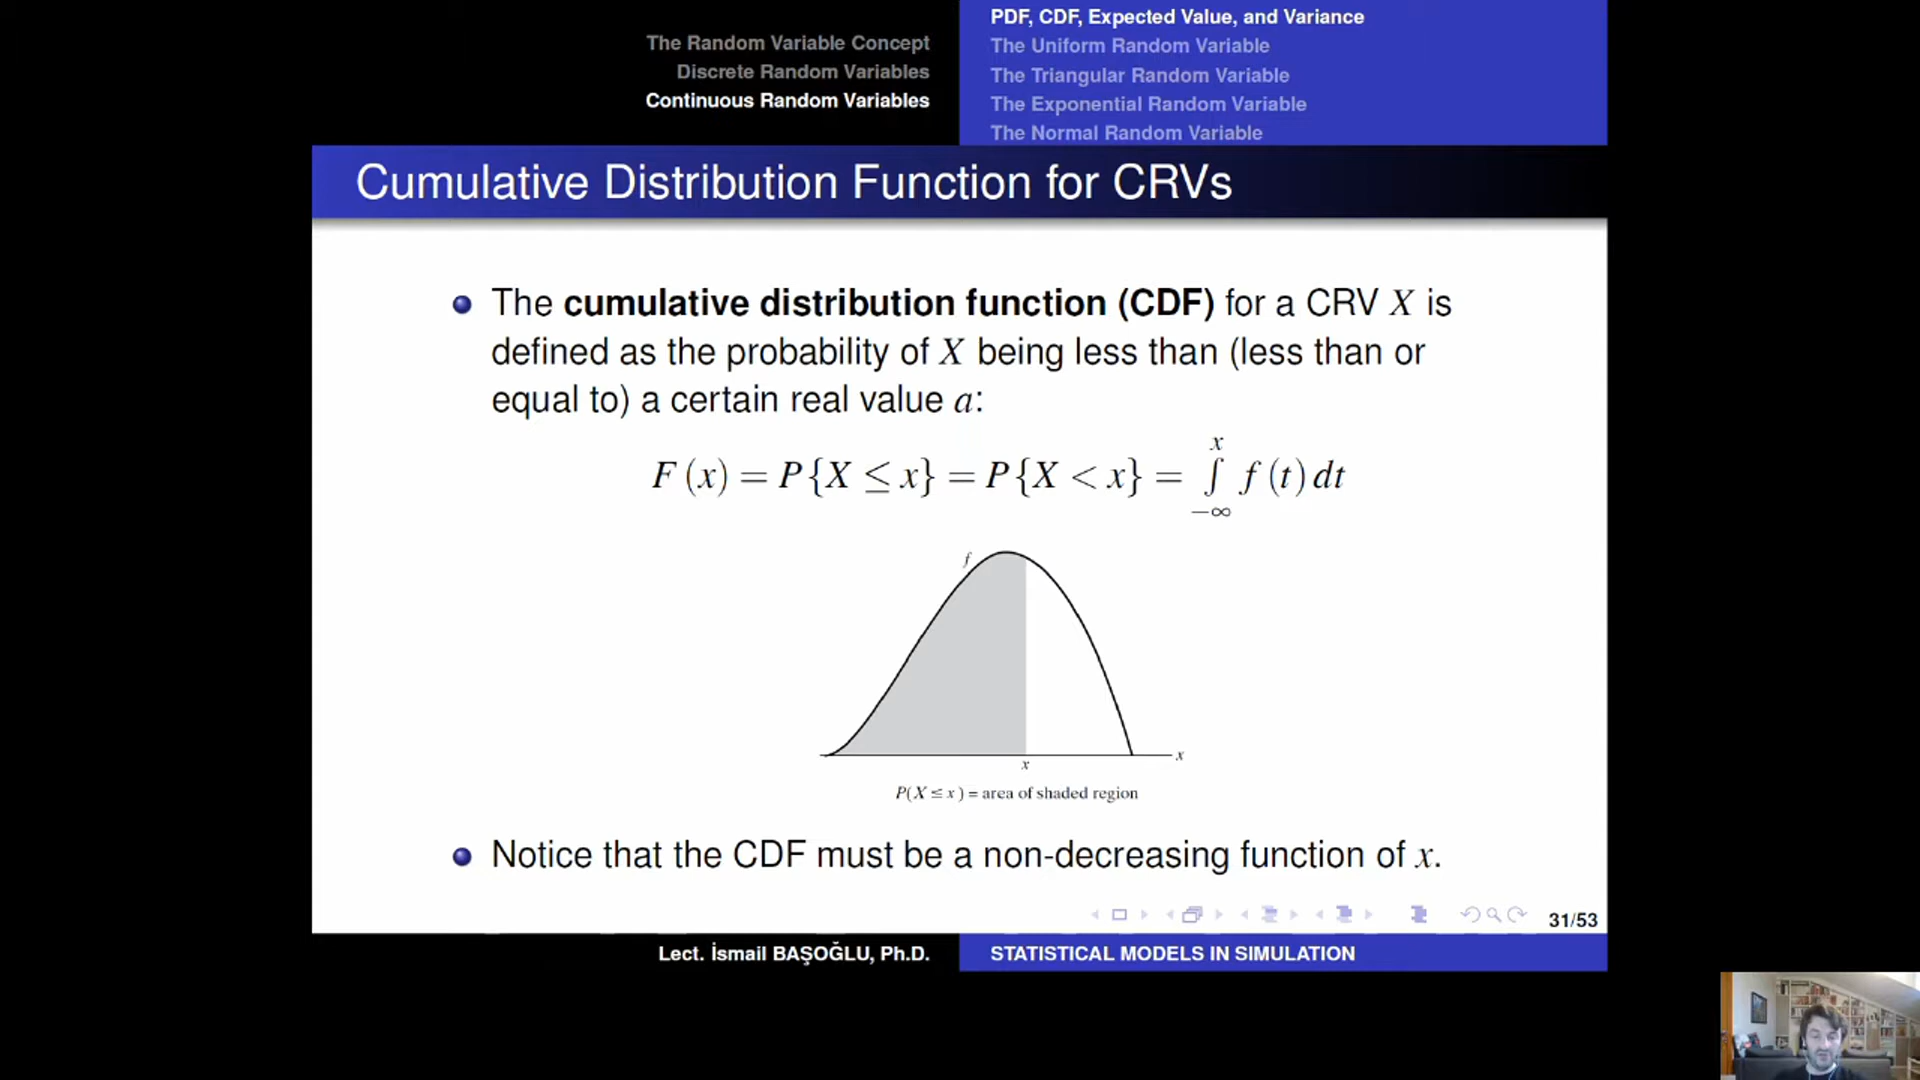 The Random Variable Concept
Discrete Random Variables
Continuous Random Variables
PDF, CDF, Expected Value, and Variance
The Uniform Random Variable
The Triangular Random Variable
The Exponential Random Variable
The Normal Random Variable
Cumulative Distribution Function for CRVs
The cumulative distribution function (CDF) for a CRV X is
defined as the probability of X being less than (less than or
equal to) a certain real value a:
F (x) = P{X ≤ x} = P{X < x} = ∫_{−∞}^{x} f (t) dt
f
x
x
P(X ≤ x) = area of shaded region
Notice that the CDF must be a non-decreasing function of x.
31/53
Lect. İsmail BAŞOĞLU, Ph.D.
STATISTICAL MODELS IN SIMULATION